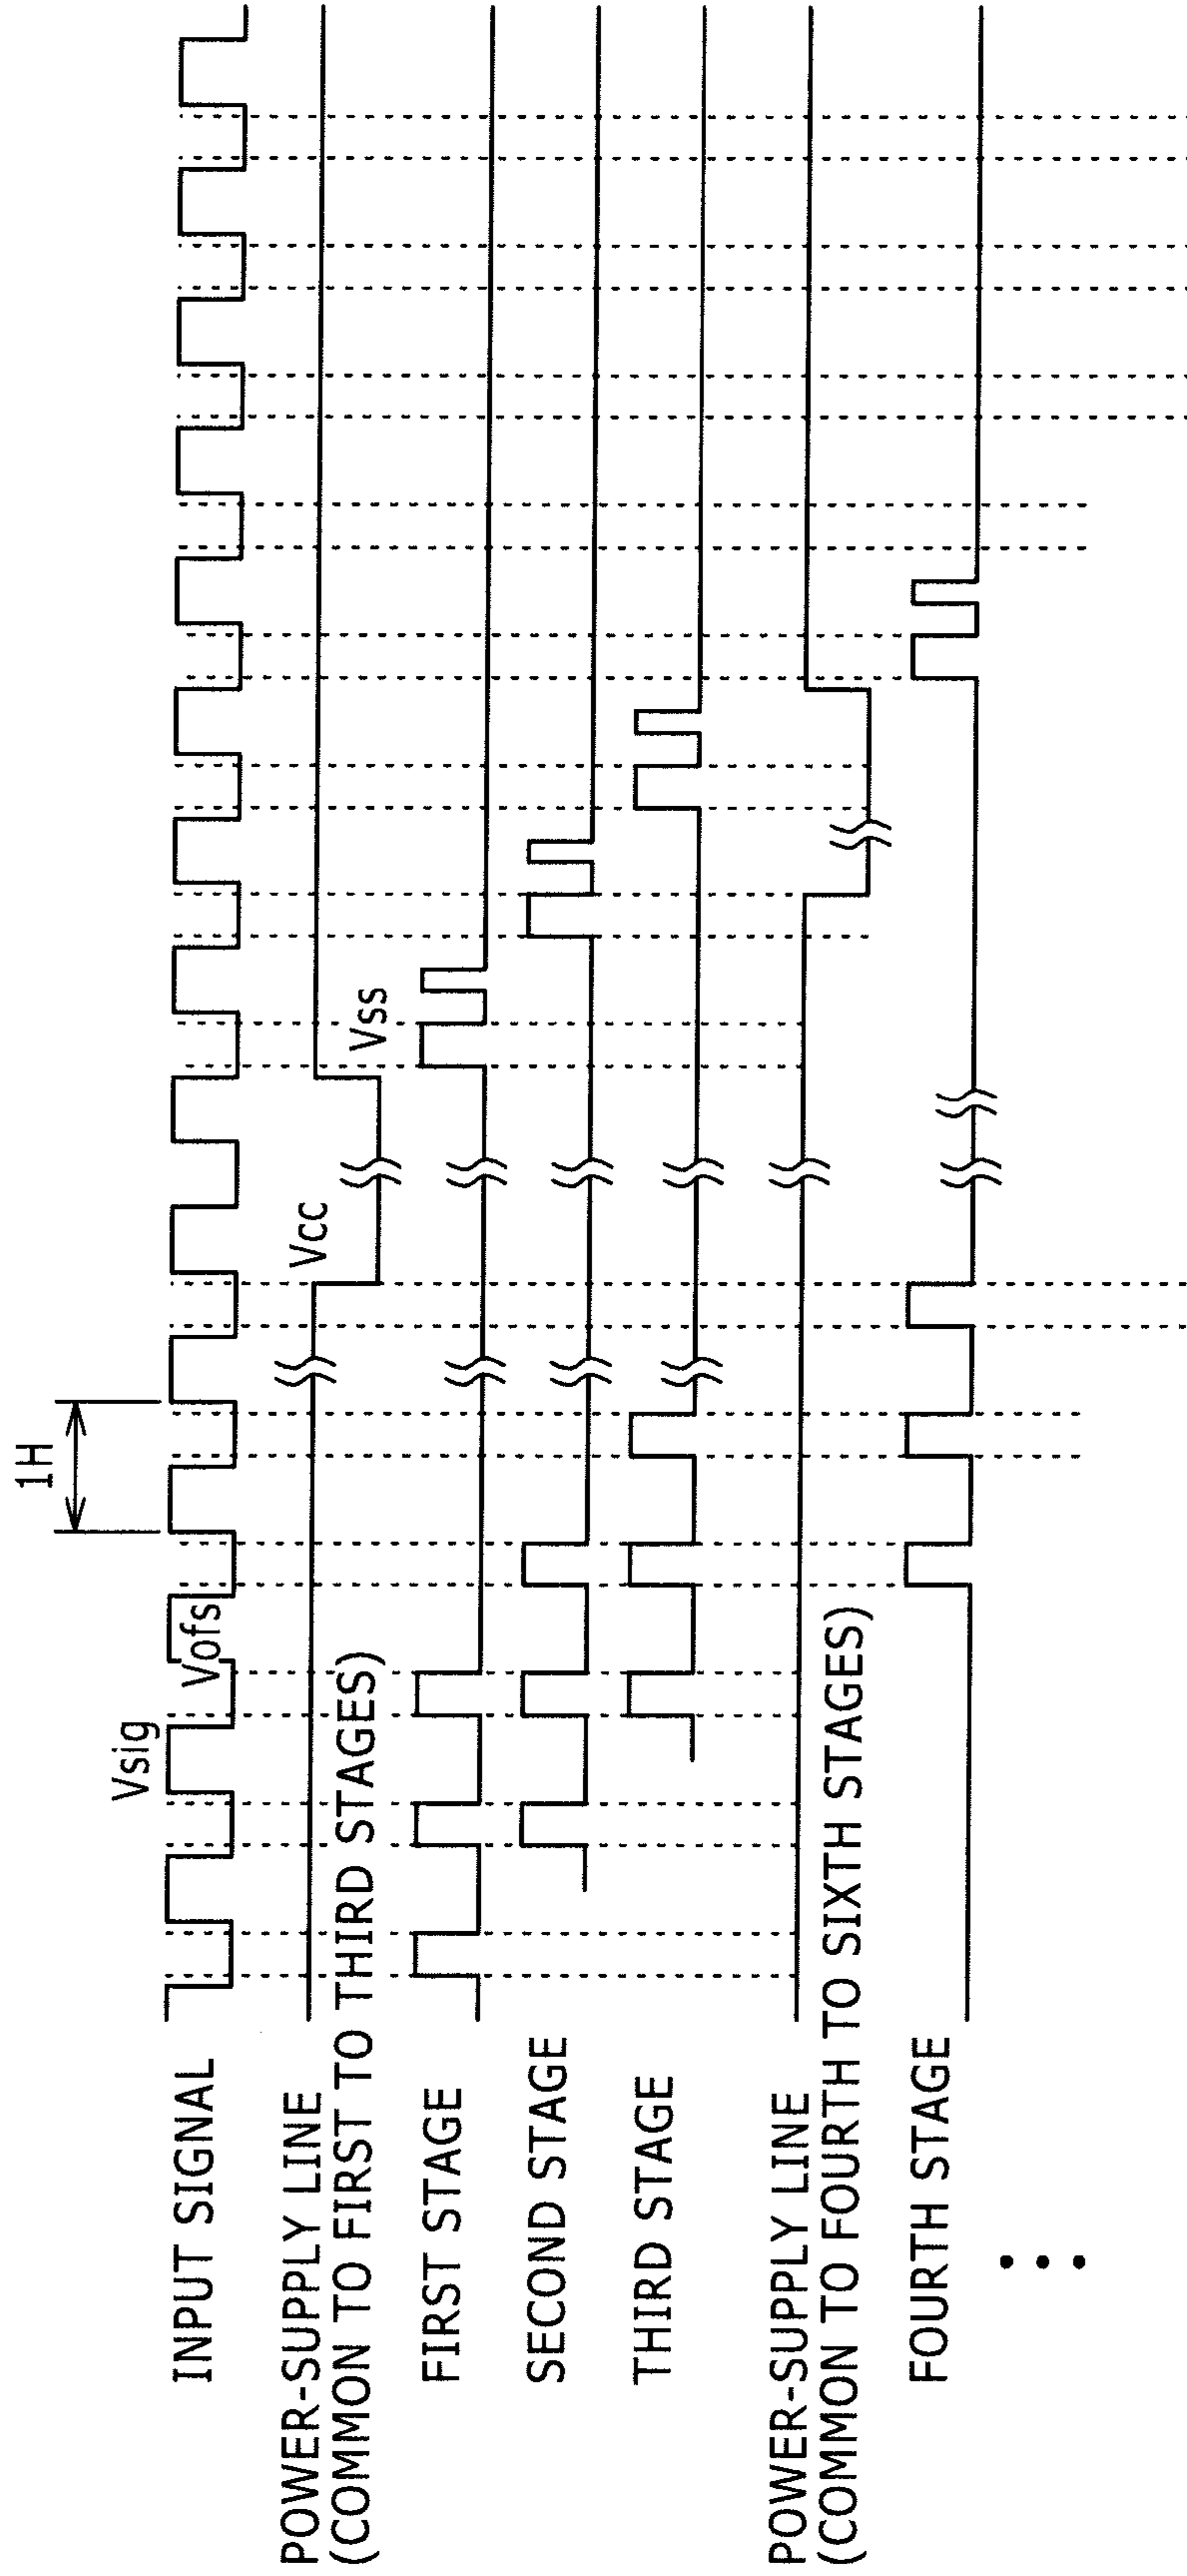 1H
Vsig
Vofs
INPUT SIGNAL
Vcc
POWER-SUPPLY LINE
(COMMON TO FIRST TO THIRD STAGES)
Vss
FIRST STAGE
SECOND STAGE
THIRD STAGE
POWER-SUPPLY LINE
(COMMON TO FOURTH TO SIXTH STAGES)
FOURTH STAGE